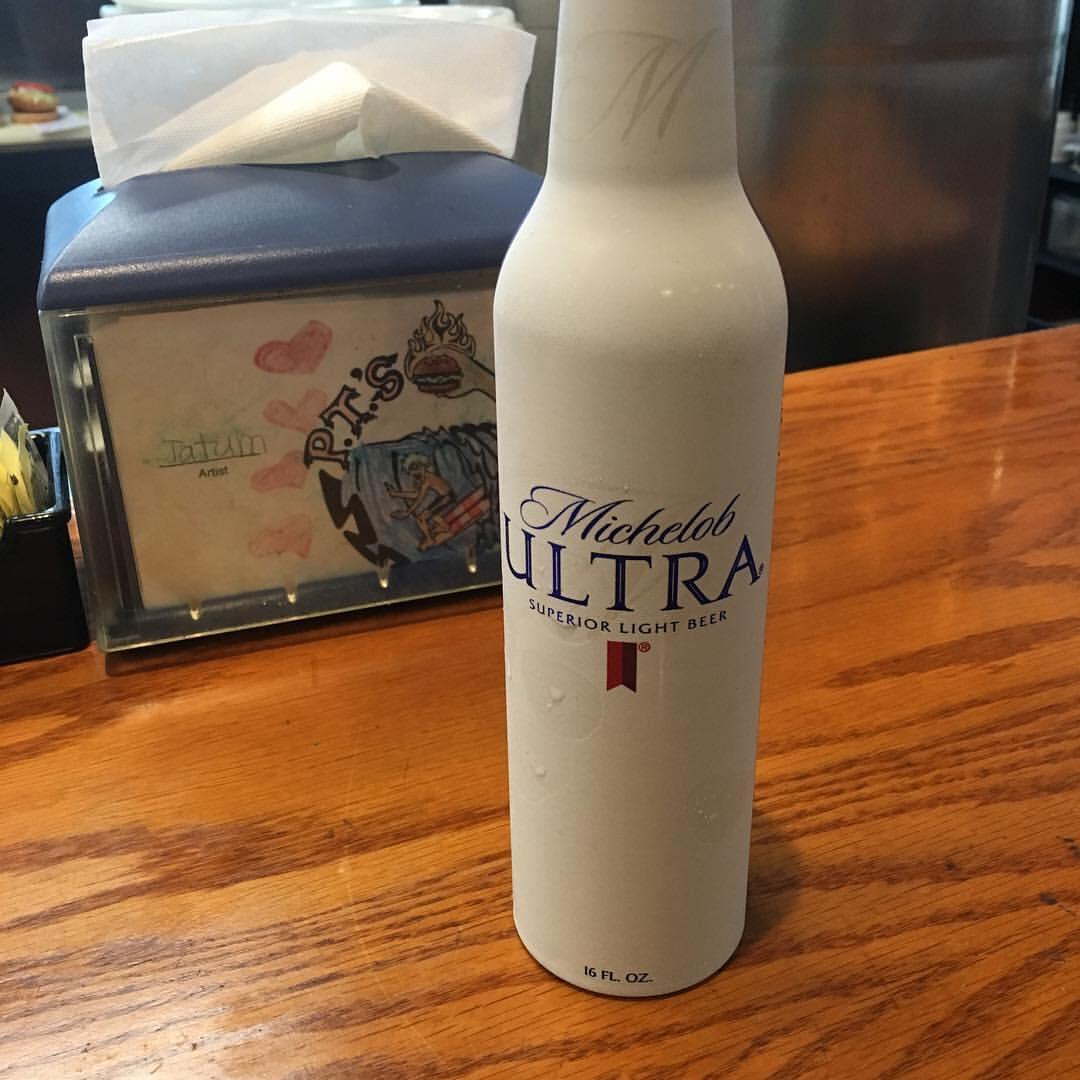 M
P.T.'S
Tatum
Artist
Michelob
ULTRA®
SUPERIOR LIGHT BEER
®
16 FL. OZ.